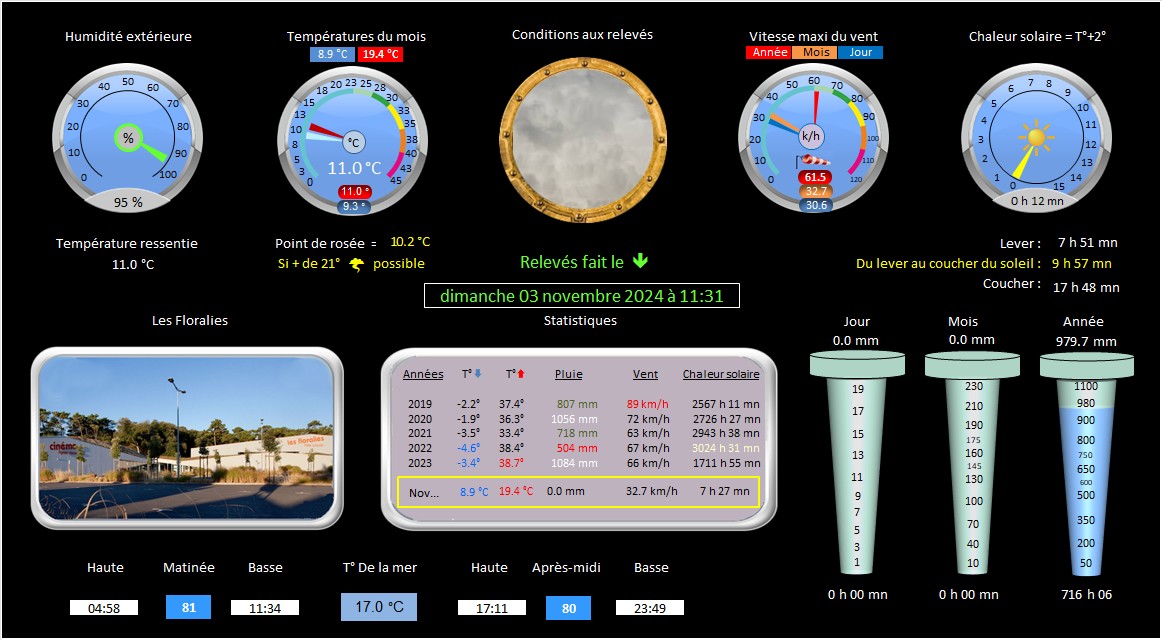 Humidité extérieure
Températures du mois
8.9 °C 19.4 °C
Conditions aux relevés
Vitesse maxi du vent
Année Mois Jour
Chaleur solaire = T°+2°
0 10 20 30 40 50 60 70 80 90 100
%
95 %
0 3 5 8 10 13 15 18 20 23 25 28 30 33 35 38 40 43 45
°C
11.0 °C
11.0 °
9.3 °
0 10 20 30 40 50 60 70 80 90 100 110 120
k/h
61.5
32.7
30.6
0 1 2 3 4 5 6 7 8 9 10 11 12 13 14 15
0 h 12 mn
Température ressentie
11.0 °C
Point de rosée = 10.2 °C
Si + de 21° possible
Relevés fait le
dimanche 03 novembre 2024 à 11:31
Lever : 7 h 51 mn
Du lever au coucher du soleil : 9 h 57 mn
Coucher : 17 h 48 mn
Les Floralies
cinéma
les floralies
Statistiques
Années T° T° Pluie Vent Chaleur solaire
2019 -2.2° 37.4° 807 mm 89 km/h 2567 h 11 mn
2020 -1.9° 36.3° 1056 mm 72 km/h 2726 h 27 mn
2021 -3.5° 33.4° 718 mm 63 km/h 2943 h 38 mn
2022 -4.6° 38.4° 504 mm 67 km/h 3024 h 31 mn
2023 -3.4° 38.7° 1084 mm 66 km/h 1711 h 55 mn
Nov... 8.9 °C 19.4 °C 0.0 mm 32.7 km/h 7 h 27 mn
Jour
0.0 mm
19
17
15
13
11
9
7
5
3
1
0 h 00 mn
Mois
0.0 mm
230
210
190
175
160
145
130
100
70
40
10
0 h 00 mn
Année
979.7 mm
1100
980
900
800
750
650
600
500
350
200
50
716 h 06
Haute Matinée Basse
04:58 81 11:34
T° De la mer
17.0 °C
Haute Après-midi Basse
17:11 80 23:49